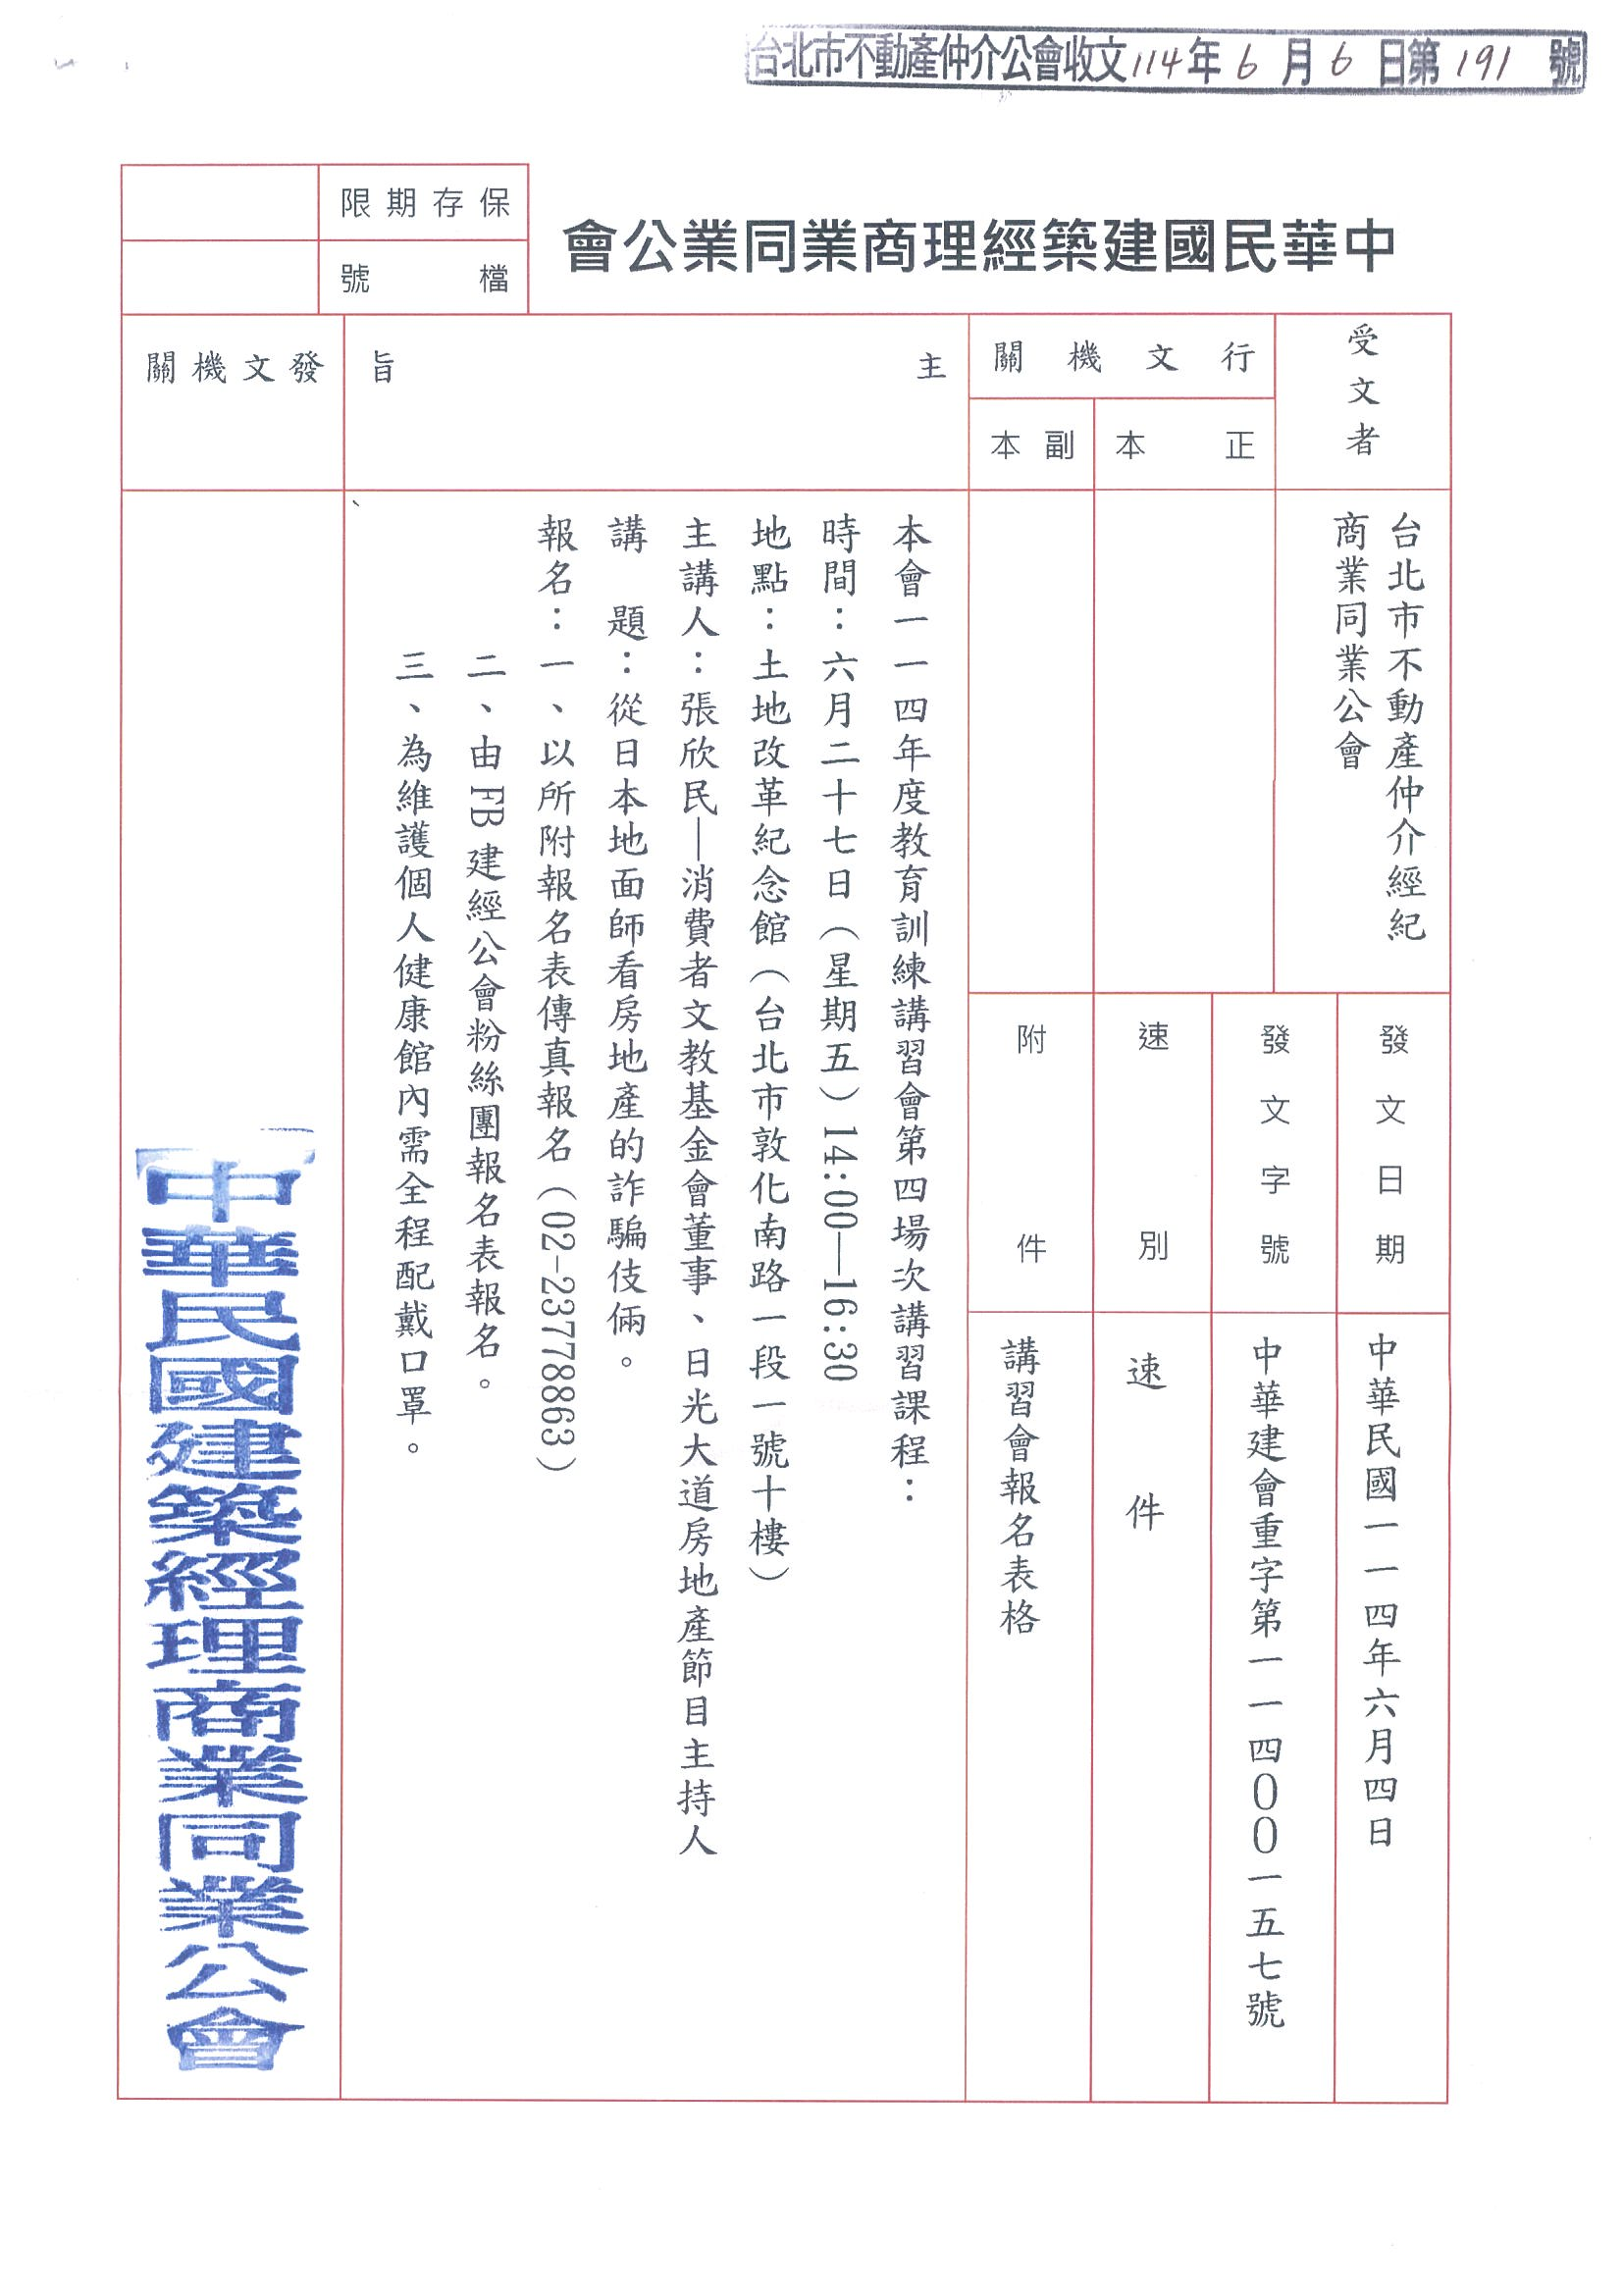 台北市不動產仲介公會收文114年6月6日第191號
中華民國建築經理商業同業公會
保存期限
檔號
受文者
台北市不動產仲介經紀
商業同業公會
行文機關
正本
副本
發文日期
中華民國一一四年六月四日
發文字號
中華建會重字第一一四00一五七號
速別
速件
附件
講習會報名表格
主旨
本會一一四年度教育訓練講習會第四場次講習課程：
時間：六月二十七日（星期五）14:00—16:30
地點：土地改革紀念館（台北市敦化南路一段一號十樓）
主講人：張欣民—消費者文教基金會董事、日光大道房地產節目主持人
講題：從日本地面師看房地產的詐騙伎倆。
報名：一、以所附報名表傳真報名（02-23778863）
二、由FB建經公會粉絲團報名表報名。
三、為維護個人健康館內需全程配戴口罩。
發文機關
中華民國建築經理商業同業公會